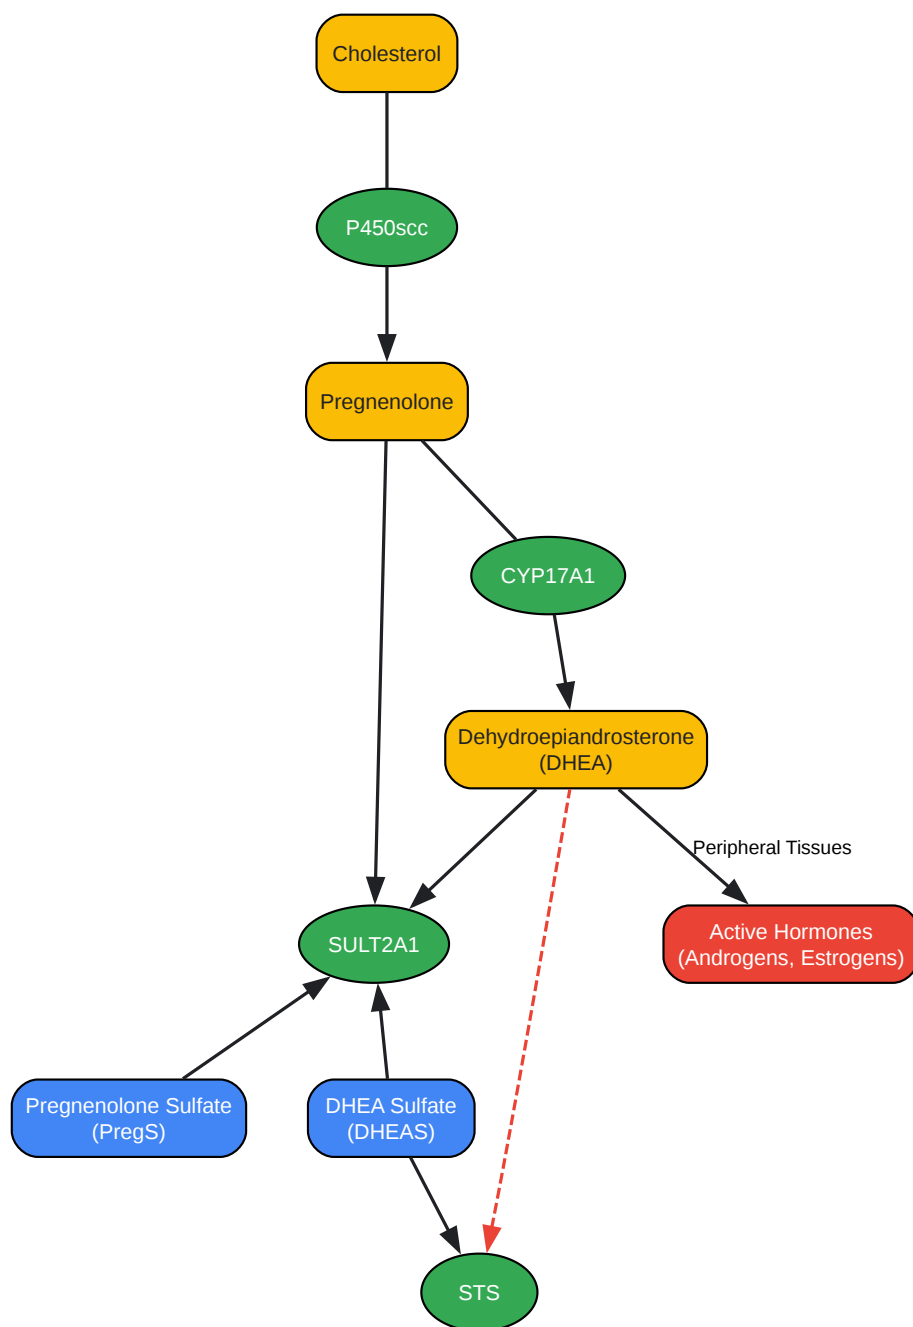 Cholesterol
P450scc
Pregnenolone
CYP17A1
Dehydroepiandrosterone
(DHEA)
Peripheral Tissues
SULT2A1
Active Hormones
(Androgens, Estrogens)
Pregnenolone Sulfate
(PregS)
DHEA Sulfate
(DHEAS)
STS